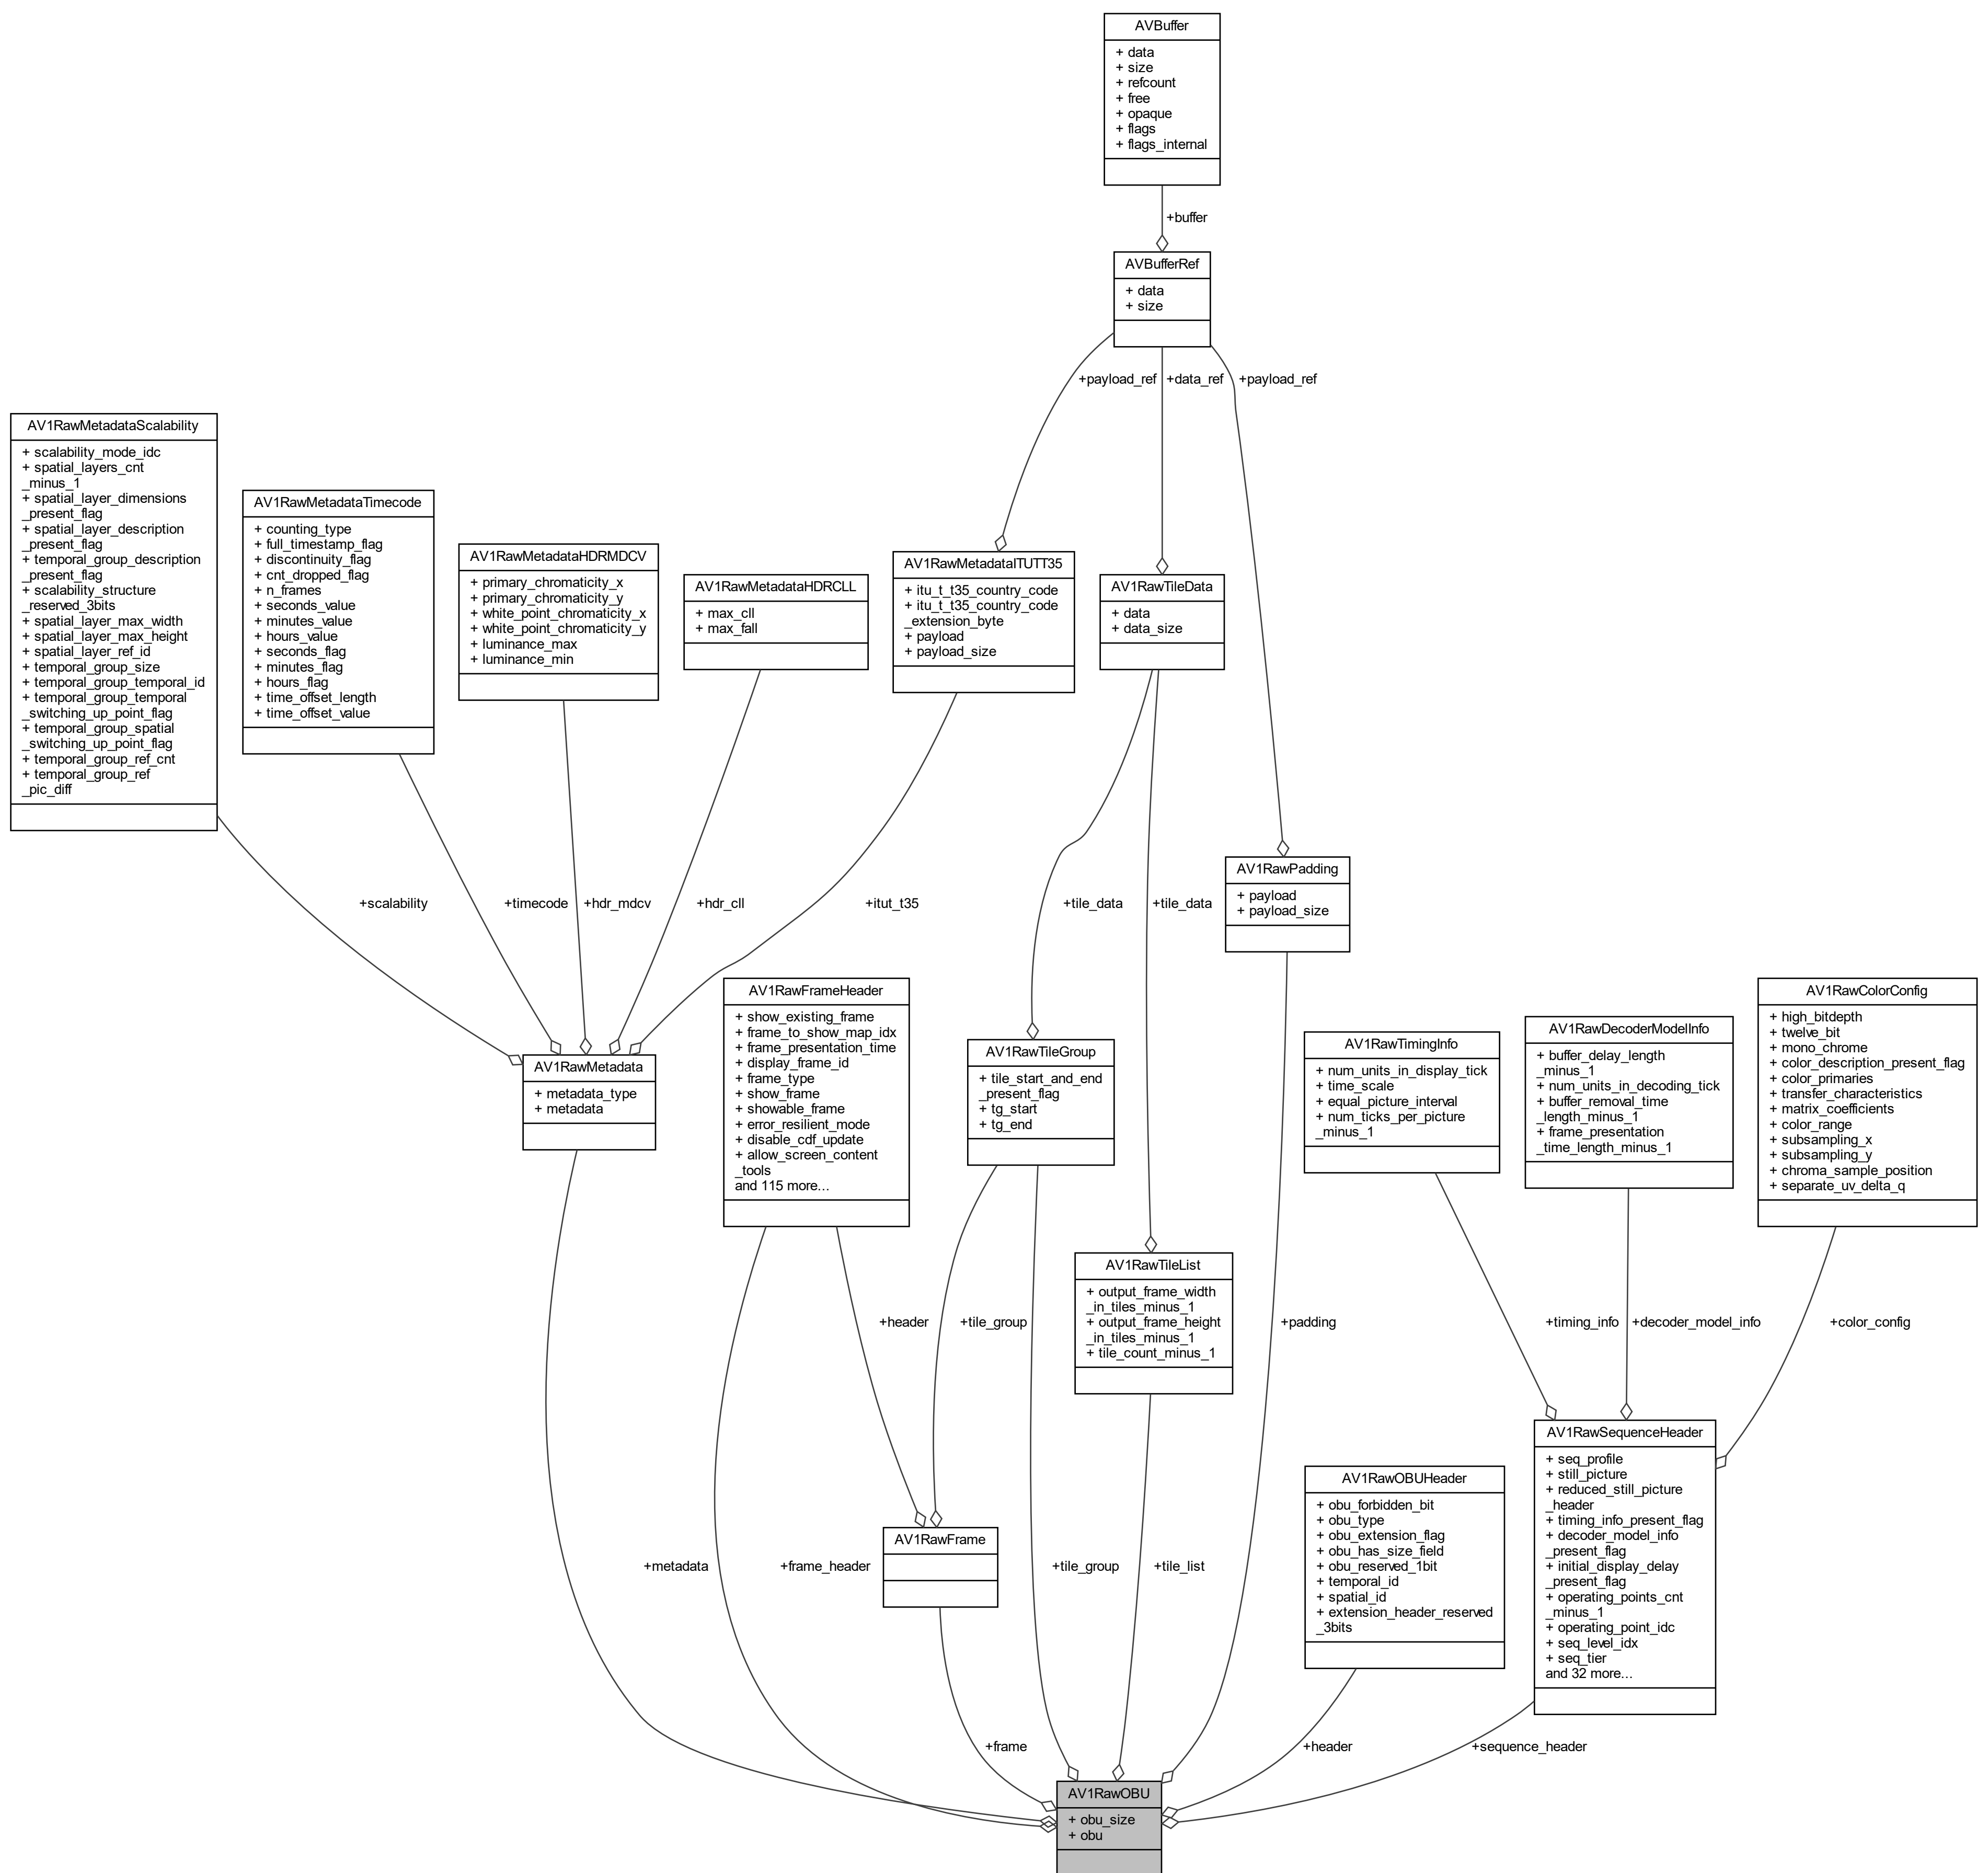 AVBuffer
+ data
+ size
+ refcount
+ free
+ opaque
+ flags
+ flags_internal
+buffer
AVBufferRef
+ data
+ size
+payload_ref
+data_ref
+payload_ref
AV1RawMetadataScalability
+ scalability_mode_idc
+ spatial_layers_cnt
_minus_1
+ spatial_layer_dimensions
_present_flag
+ spatial_layer_description
_present_flag
+ temporal_group_description
_present_flag
+ scalability_structure
_reserved_3bits
+ spatial_layer_max_width
+ spatial_layer_max_height
+ spatial_layer_ref_id
+ temporal_group_size
+ temporal_group_temporal_id
+ temporal_group_temporal
_switching_up_point_flag
+ temporal_group_spatial
_switching_up_point_flag
+ temporal_group_ref_cnt
+ temporal_group_ref
_pic_diff
AV1RawMetadataTimecode
+ counting_type
+ full_timestamp_flag
+ discontinuity_flag
+ cnt_dropped_flag
+ n_frames
+ seconds_value
+ minutes_value
+ hours_value
+ seconds_flag
+ minutes_flag
+ hours_flag
+ time_offset_length
+ time_offset_value
AV1RawMetadataHDRMDCV
+ primary_chromaticity_x
+ primary_chromaticity_y
+ white_point_chromaticity_x
+ white_point_chromaticity_y
+ luminance_max
+ luminance_min
AV1RawMetadataHDRCLL
+ max_cll
+ max_fall
AV1RawMetadataITUTT35
+ itu_t_t35_country_code
+ itu_t_t35_country_code
_extension_byte
+ payload
+ payload_size
AV1RawTileData
+ data
+ data_size
AV1RawPadding
+ payload
+ payload_size
+scalability
+timecode
+hdr_mdcv
+hdr_cll
+itut_t35
+tile_data
+tile_data
AV1RawMetadata
+ metadata_type
+ metadata
AV1RawFrameHeader
+ show_existing_frame
+ frame_to_show_map_idx
+ frame_presentation_time
+ display_frame_id
+ frame_type
+ show_frame
+ showable_frame
+ error_resilient_mode
+ disable_cdf_update
+ allow_screen_content
_tools
and 115 more...
AV1RawTileGroup
+ tile_start_and_end
_present_flag
+ tg_start
+ tg_end
AV1RawTimingInfo
+ num_units_in_display_tick
+ time_scale
+ equal_picture_interval
+ num_ticks_per_picture
_minus_1
AV1RawDecoderModelInfo
+ buffer_delay_length
_minus_1
+ num_units_in_decoding_tick
+ buffer_removal_time
_length_minus_1
+ frame_presentation
_time_length_minus_1
AV1RawColorConfig
+ high_bitdepth
+ twelve_bit
+ mono_chrome
+ color_description_present_flag
+ color_primaries
+ transfer_characteristics
+ matrix_coefficients
+ color_range
+ subsampling_x
+ subsampling_y
+ chroma_sample_position
+ separate_uv_delta_q
AV1RawTileList
+ output_frame_width
_in_tiles_minus_1
+ output_frame_height
_in_tiles_minus_1
+ tile_count_minus_1
+header
+tile_group
+padding
+timing_info
+decoder_model_info
+color_config
AV1RawFrame
AV1RawOBUHeader
+ obu_forbidden_bit
+ obu_type
+ obu_extension_flag
+ obu_has_size_field
+ obu_reserved_1bit
+ temporal_id
+ spatial_id
+ extension_header_reserved
_3bits
AV1RawSequenceHeader
+ seq_profile
+ still_picture
+ reduced_still_picture
_header
+ timing_info_present_flag
+ decoder_model_info
_present_flag
+ initial_display_delay
_present_flag
+ operating_points_cnt
_minus_1
+ operating_point_idc
+ seq_level_idx
+ seq_tier
and 32 more...
+metadata
+frame_header
+tile_group
+tile_list
+frame
+header
+sequence_header
AV1RawOBU
+ obu_size
+ obu